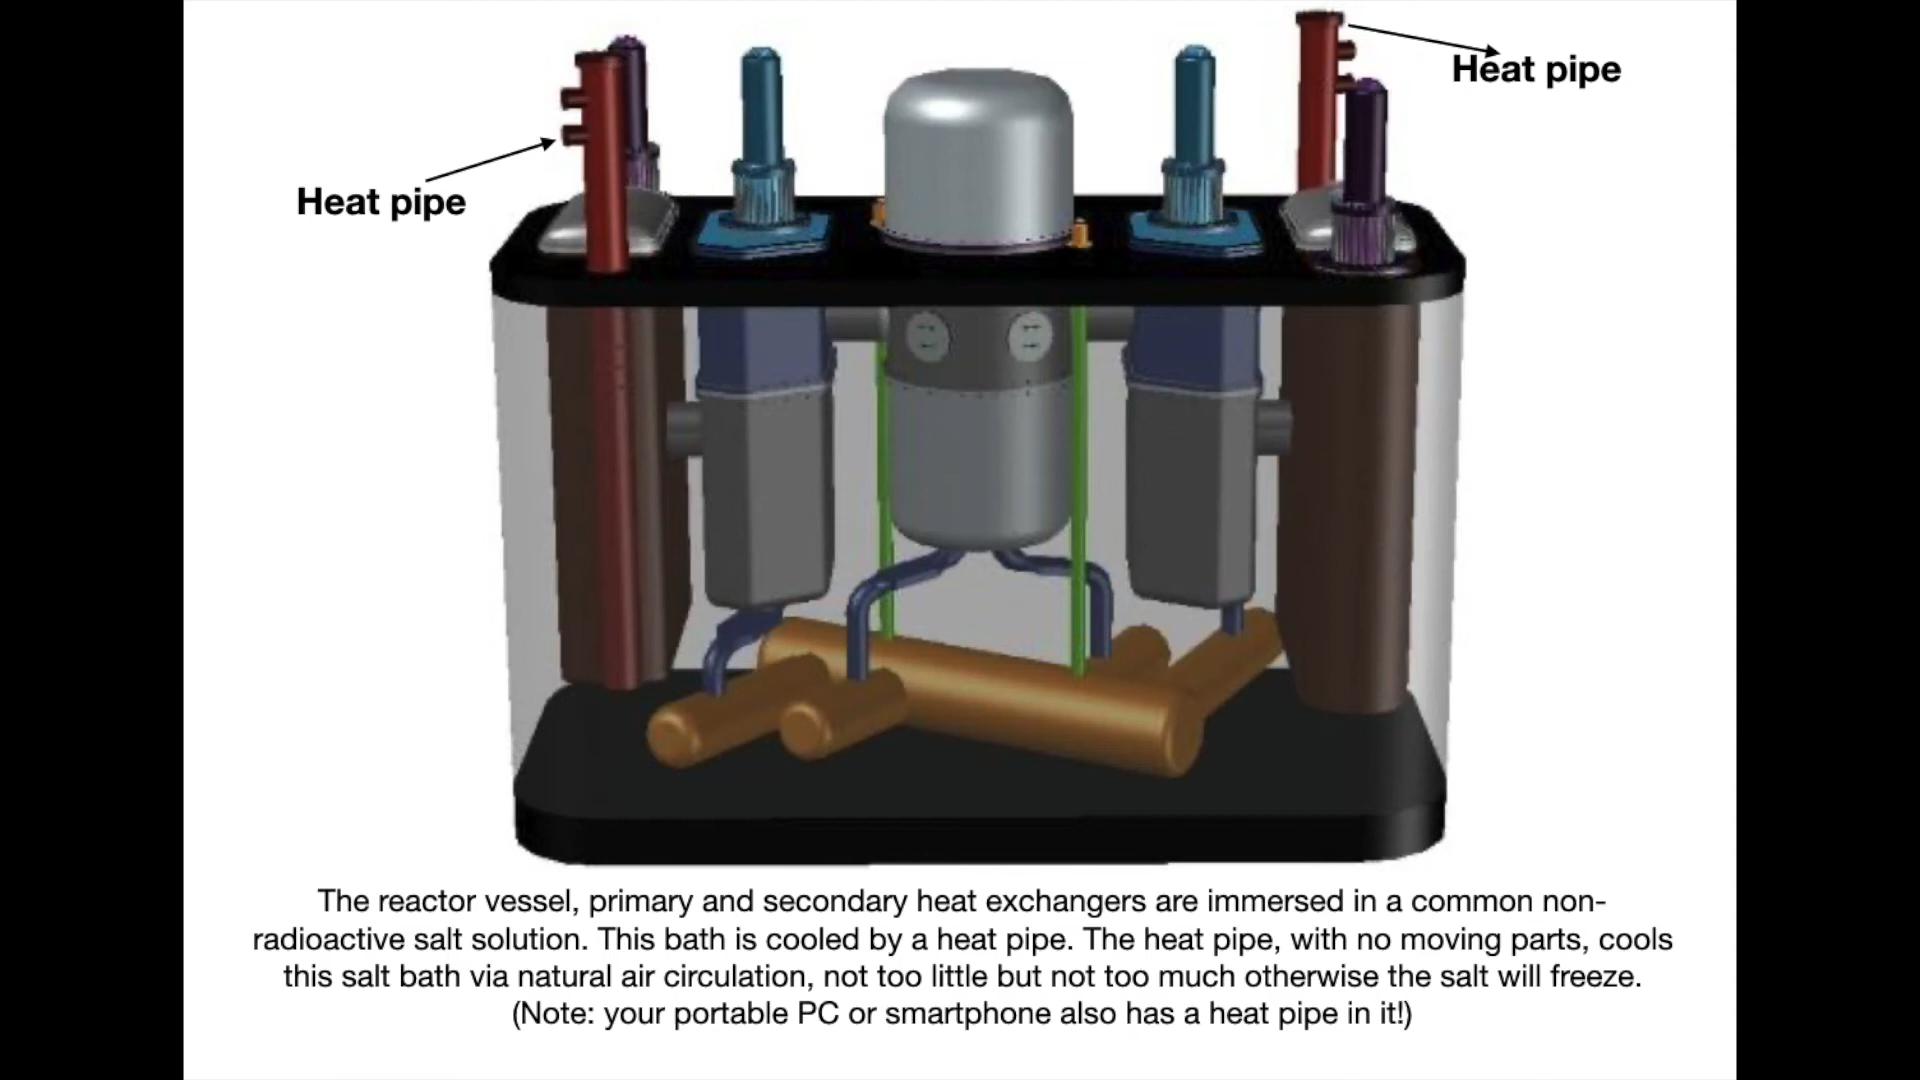 Heat pipe
Heat pipe
The reactor vessel, primary and secondary heat exchangers are immersed in a common non-
radioactive salt solution. This bath is cooled by a heat pipe. The heat pipe, with no moving parts, cools
this salt bath via natural air circulation, not too little but not too much otherwise the salt will freeze.
(Note: your portable PC or smartphone also has a heat pipe in it!)